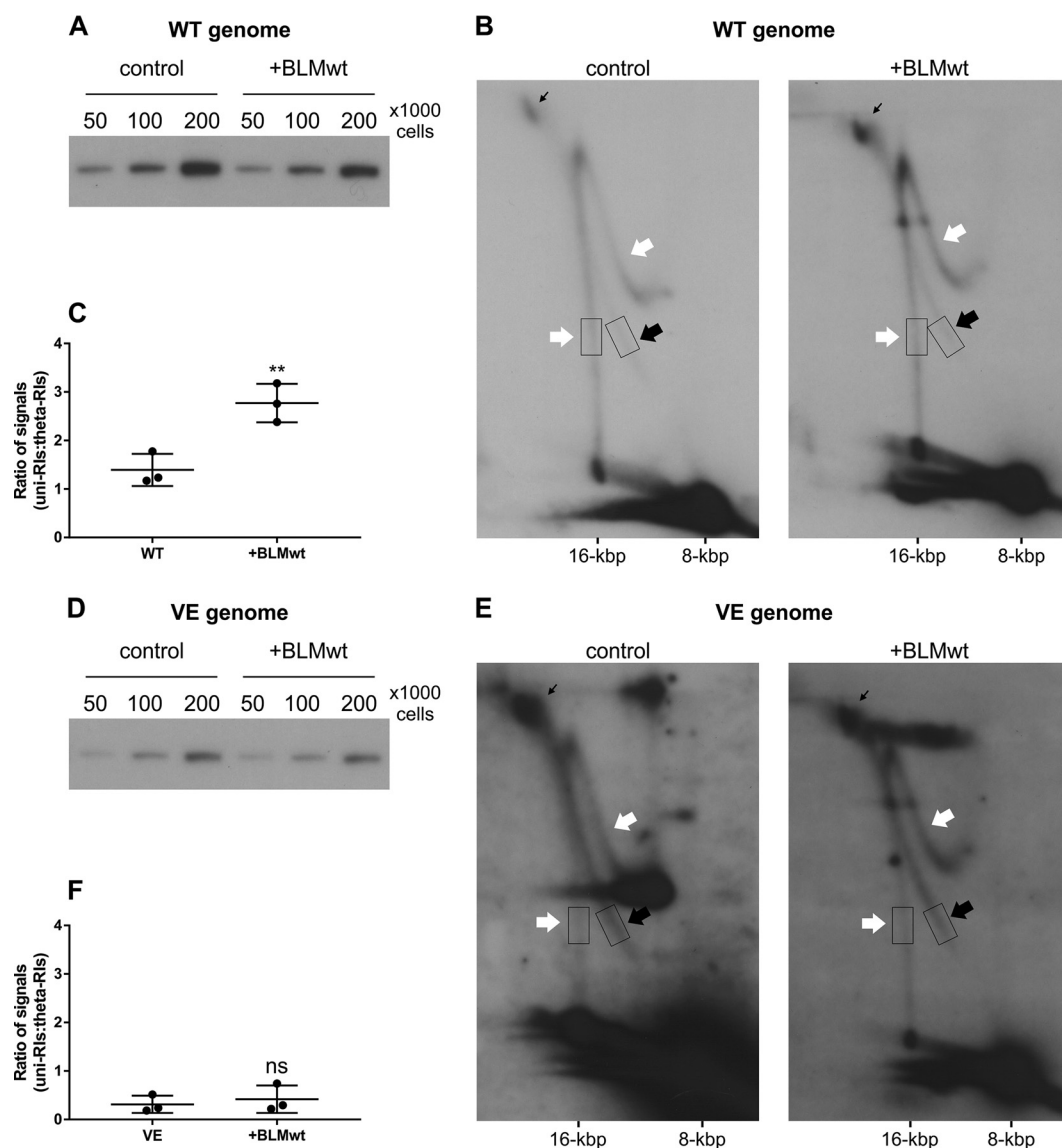 A
WT genome
control
+BLMwt
50 100 200 50 100 200
x1000
cells
B
WT genome
control
+BLMwt
16-kbp
8-kbp
16-kbp
8-kbp
C
Ratio of signals
(uni-RIs:theta-RIs)
4
3
2
1
0
**
WT
+BLMwt
D
VE genome
control
+BLMwt
50 100 200 50 100 200
x1000
cells
E
VE genome
control
+BLMwt
16-kbp
8-kbp
16-kbp
8-kbp
F
Ratio of signals
(uni-RIs:theta-RIs)
4
3
2
1
0
ns
VE
+BLMwt